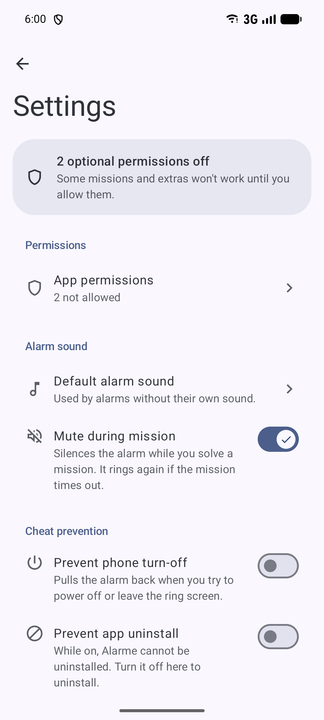 6:00
3G
Settings
2 optional permissions off
Some missions and extras won't work until you
allow them.
Permissions
App permissions
2 not allowed
Alarm sound
Default alarm sound
Used by alarms without their own sound.
Mute during mission
Silences the alarm while you solve a
mission. It rings again if the mission
times out.
Cheat prevention
Prevent phone turn-off
Pulls the alarm back when you try to
power off or leave the ring screen.
Prevent app uninstall
While on, Alarme cannot be
uninstalled. Turn it off here to
uninstall.